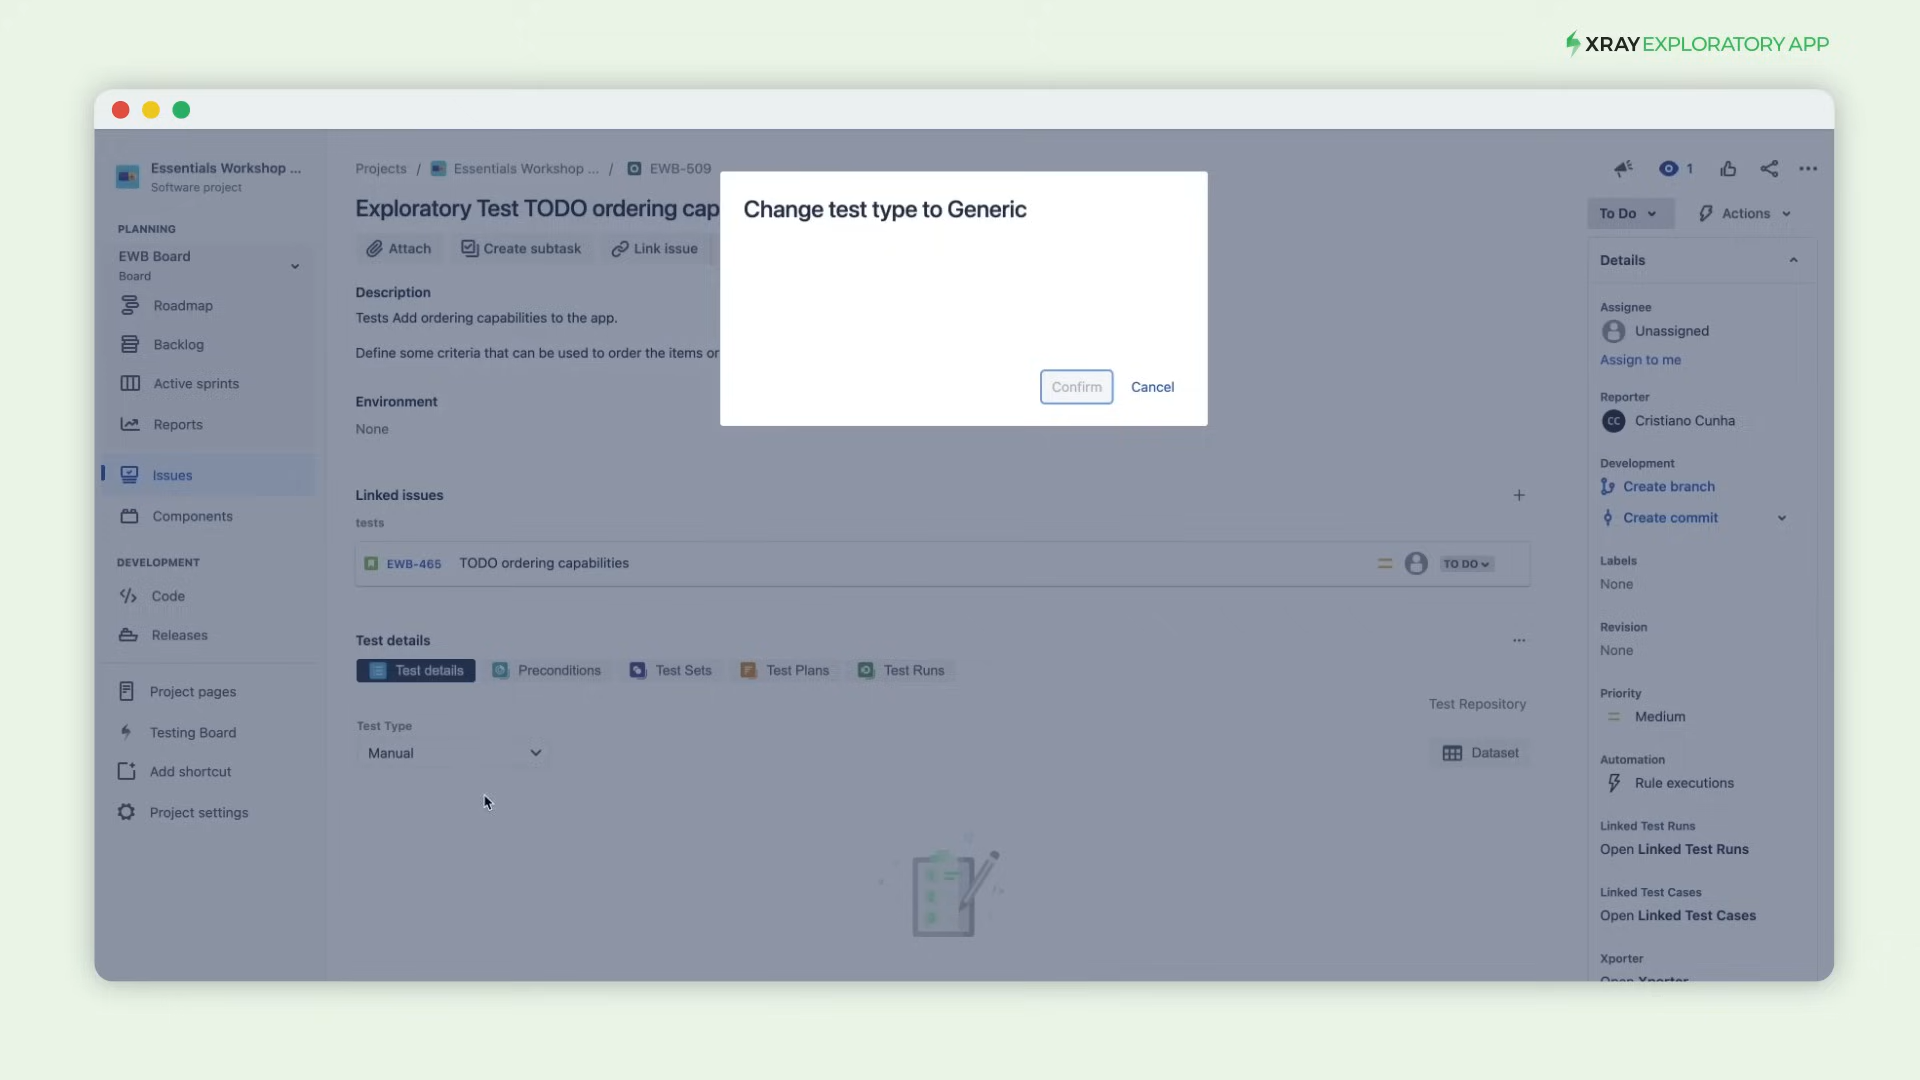 XRAY EXPLORATORY APP
Essentials Workshop ...
Software project
PLANNING
EWB Board
Board
Roadmap
Backlog
Active sprints
Reports
Issues
Components
DEVELOPMENT
Code
Releases
Project pages
Testing Board
Add shortcut
Project settings
Projects / Essentials Workshop ... / EWB-509
Exploratory Test TODO ordering cap
Attach Create subtask Link issue
Description
Tests Add ordering capabilities to the app.
Define some criteria that can be used to order the items or
Environment
None
Linked issues
tests
EWB-465 TODO ordering capabilities TO DO
Test details
Test details Preconditions Test Sets Test Plans Test Runs
Test Repository
Test Type
Manual
Dataset
Change test type to Generic
Confirm Cancel
1
To Do Actions
Details
Assignee
Unassigned
Assign to me
Reporter
CC Cristiano Cunha
Development
Create branch
Create commit
Labels
None
Revision
None
Priority
Medium
Automation
Rule executions
Linked Test Runs
Open Linked Test Runs
Linked Test Cases
Open Linked Test Cases
Xporter
Open Xporter